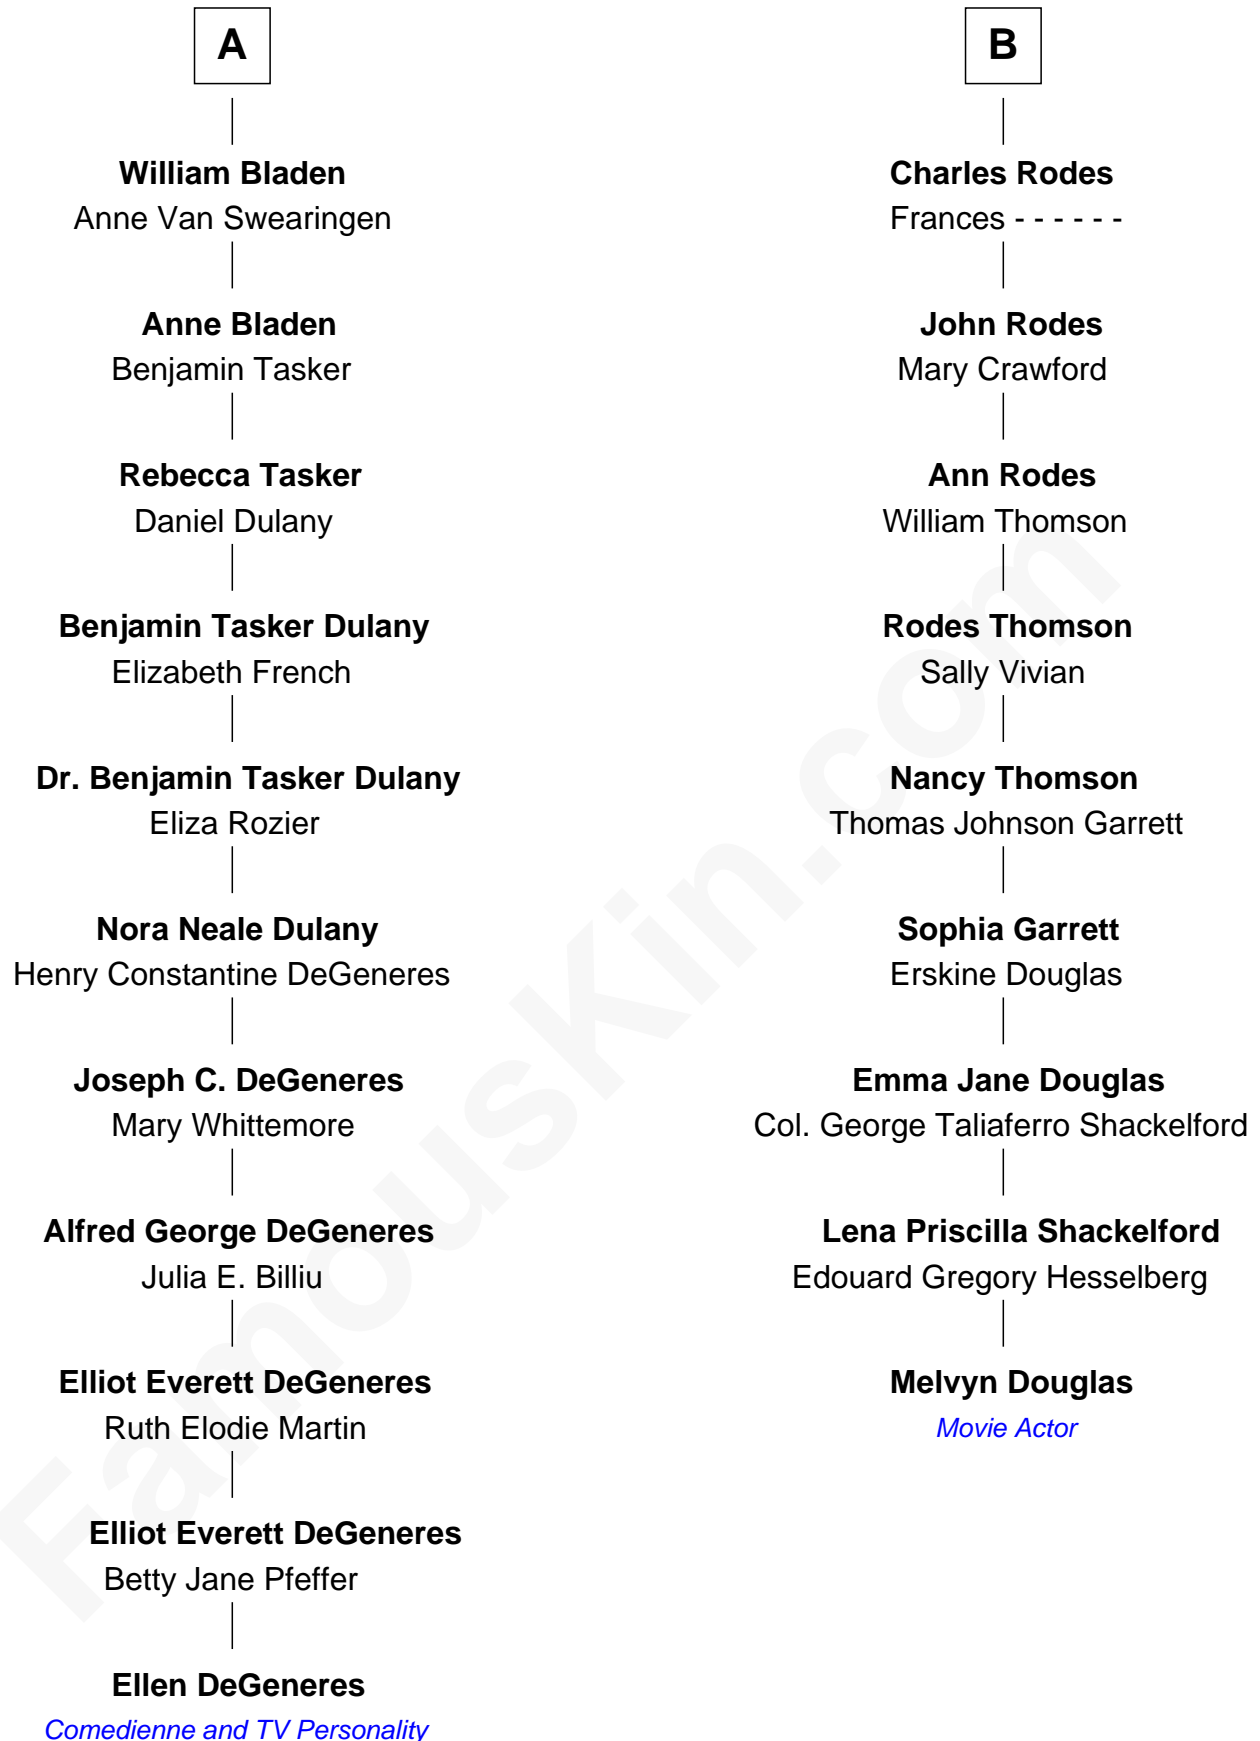 A
William Bladen
Anne Van Swearingen
Anne Bladen
Benjamin Tasker
Rebecca Tasker
Daniel Dulany
Benjamin Tasker Dulany
Elizabeth French
Dr. Benjamin Tasker Dulany
Eliza Rozier
Nora Neale Dulany
Henry Constantine DeGeneres
Joseph C. DeGeneres
Mary Whittemore
Alfred George DeGeneres
Julia E. Billiu
Elliot Everett DeGeneres
Ruth Elodie Martin
Elliot Everett DeGeneres
Betty Jane Pfeffer
Ellen DeGeneres
Comedienne and TV Personality
B
Charles Rodes
Frances - - - - - -
John Rodes
Mary Crawford
Ann Rodes
William Thomson
Rodes Thomson
Sally Vivian
Nancy Thomson
Thomas Johnson Garrett
Sophia Garrett
Erskine Douglas
Emma Jane Douglas
Col. George Taliaferro Shackelford
Lena Priscilla Shackelford
Edouard Gregory Hesselberg
Melvyn Douglas
Movie Actor
FamousKin.com